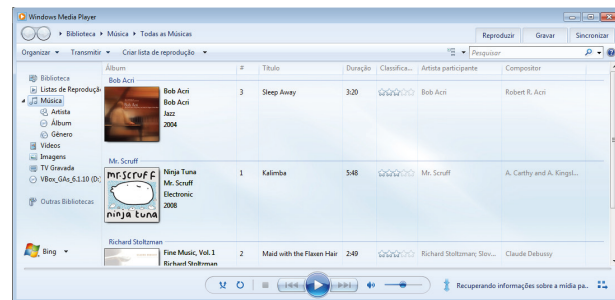 Windows Media Player
Biblioteca ▸ Música ▸ Todas as Músicas
Reproduzir Gravar Sincronizar
Organizar Transmitir Criar lista de reprodução Pesquisar
Álbum # Título Duração Classifica... Artista participante Compositor
Biblioteca
Listas de Reproduçã
Música
Artista
Álbum
Gênero
Vídeos
Imagens
TV Gravada
VBox_GAs_6.1.10 (D:)
Outras Bibliotecas
Bing
Bob Acri
Bob Acri 3 Sleep Away 3:20 Bob Acri Robert R. Acri
Bob Acri
Jazz
2004
Mr. Scruff
mr.scruff
ninja tuna
Ninja Tuna 1 Kalimba 5:48 Mr. Scruff A. Carthy and A. Kingsl...
Mr. Scruff
Electronic
2008
Richard Stoltzman
Fine Music, Vol. 1 2 Maid with the Flaxen Hair 2:49 Richard Stoltzman; Slov... Claude Debussy
Richard Stoltzman
Recuperando informações sobre a mídia pa..